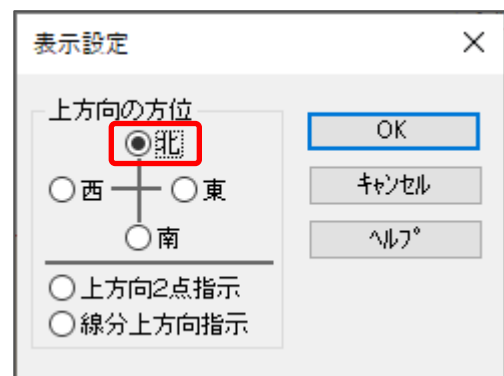 表示設定
上方向の方位
北
OK
西
東
キャンセル
南
ヘルプ
上方向2点指示
線分上方向指示